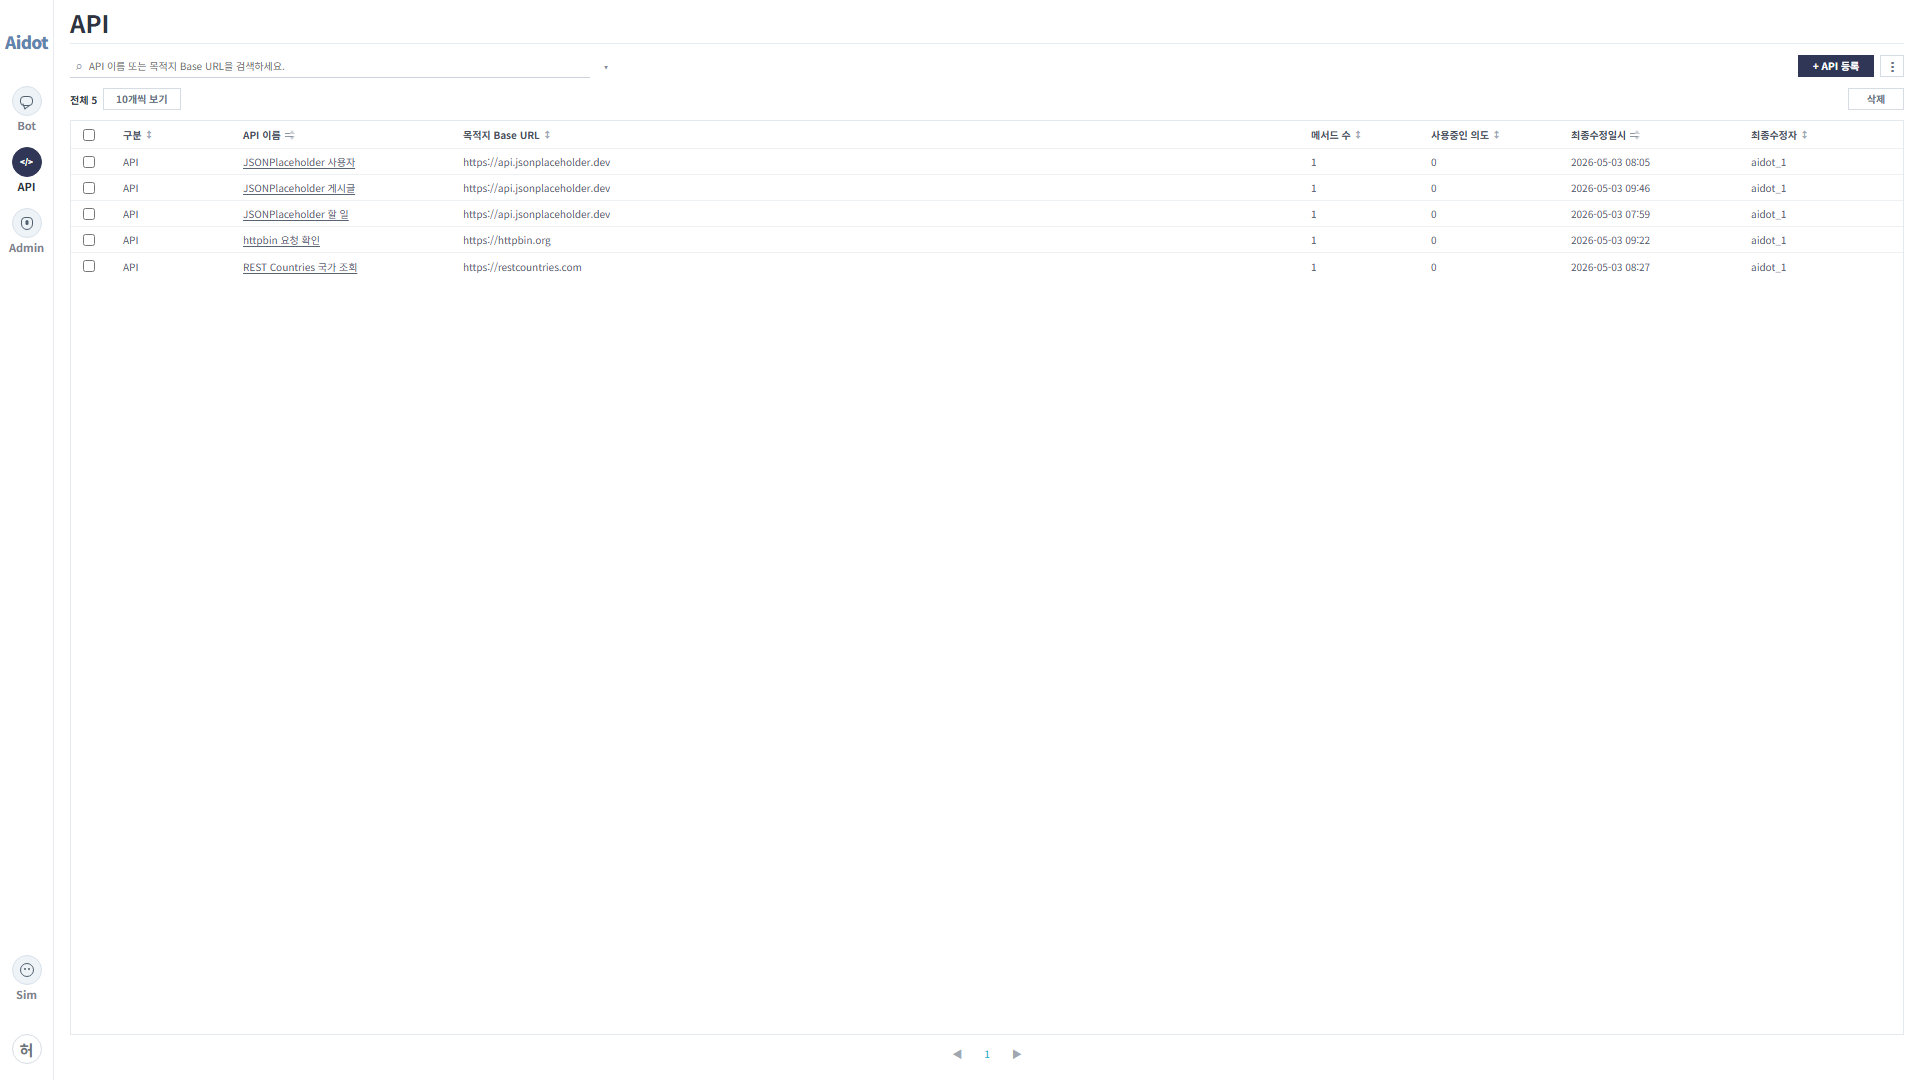 Aidot
Bot
</>
API
Admin
Sim
허
API
API 이름 또는 목적지 Base URL을 검색하세요.
+ API 등록
전체 5
10개씩 보기
삭제
구분 API 이름 목적지 Base URL 메서드 수 사용중인 의도 최종수정일시 최종수정자
API JSONPlaceholder 사용자 https://api.jsonplaceholder.dev 1 0 2026-05-03 08:05 aidot_1
API JSONPlaceholder 게시글 https://api.jsonplaceholder.dev 1 0 2026-05-03 09:46 aidot_1
API JSONPlaceholder 할 일 https://api.jsonplaceholder.dev 1 0 2026-05-03 07:59 aidot_1
API httpbin 요청 확인 https://httpbin.org 1 0 2026-05-03 09:22 aidot_1
API REST Countries 국가 조회 https://restcountries.com 1 0 2026-05-03 08:27 aidot_1
1